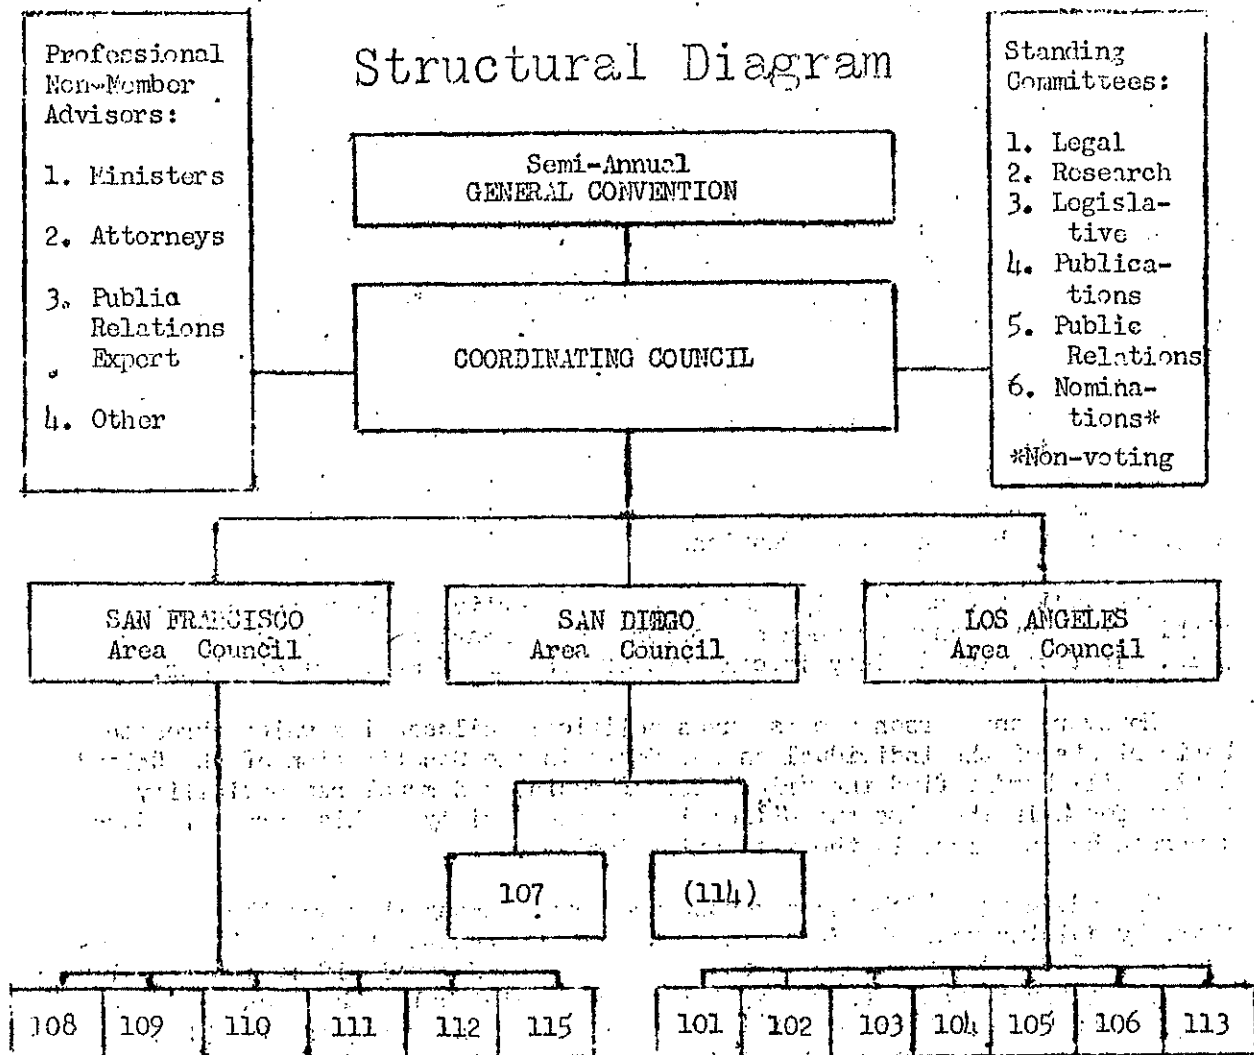 Structural Diagram
Professional
Non-Member
Advisors:
1. Ministers
2. Attorneys
3. Public
Relations
Expert
4. Other
Semi-Annual
GENERAL CONVENTION
COORDINATING COUNCIL
Standing
Committees:
1. Legal
2. Research
3. Legisla-
tive
4. Publica-
tions
5. Public
Relations
6. Nomina-
tions*
*Non-voting
SAN FRANCISCO
Area Council
SAN DIEGO
Area Council
LOS ANGELES
Area Council
107
(114)
108 109 110 111 112 115
101 102 103 104 105 106 113